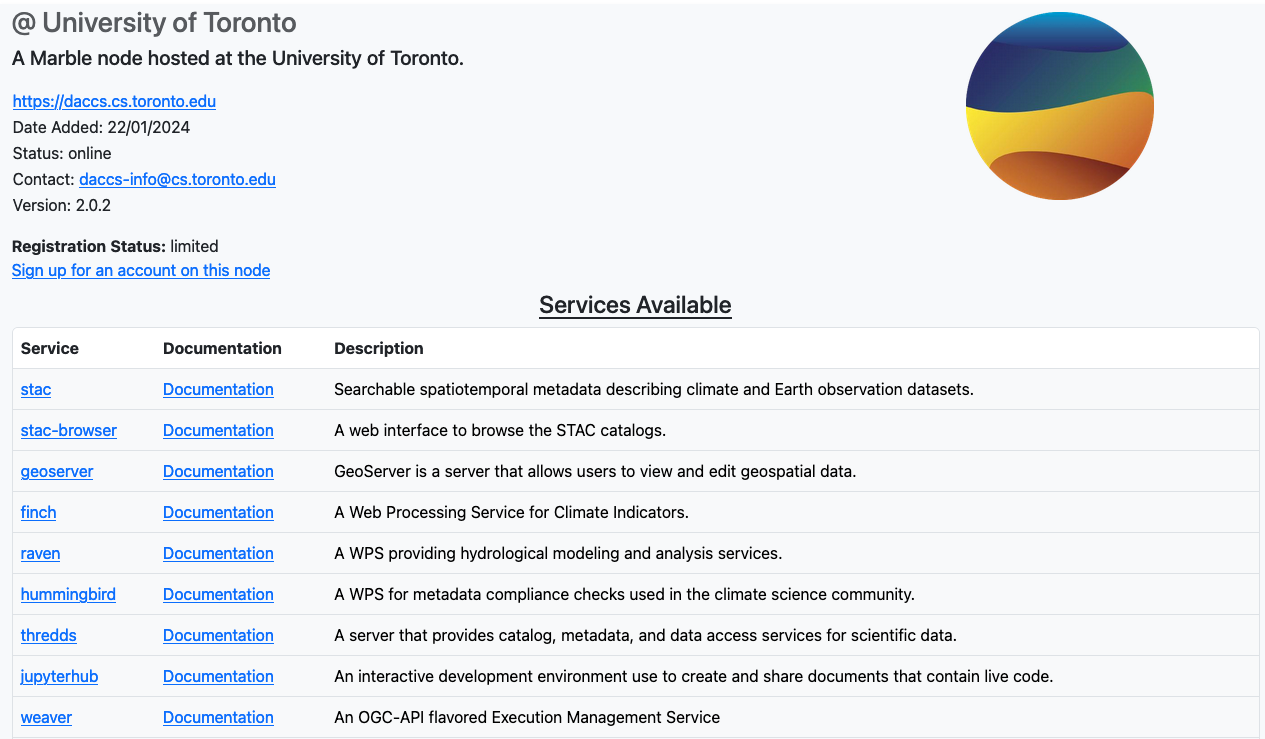 @ University of Toronto
A Marble node hosted at the University of Toronto.
https://daccs.cs.toronto.edu
Date Added: 22/01/2024
Status: online
Contact: daccs-info@cs.toronto.edu
Version: 2.0.2
Registration Status: limited
Sign up for an account on this node
Services Available
Service Documentation Description
stac Documentation Searchable spatiotemporal metadata describing climate and Earth observation datasets.
stac-browser Documentation A web interface to browse the STAC catalogs.
geoserver Documentation GeoServer is a server that allows users to view and edit geospatial data.
finch Documentation A Web Processing Service for Climate Indicators.
raven Documentation A WPS providing hydrological modeling and analysis services.
hummingbird Documentation A WPS for metadata compliance checks used in the climate science community.
thredds Documentation A server that provides catalog, metadata, and data access services for scientific data.
jupyterhub Documentation An interactive development environment use to create and share documents that contain live code.
weaver Documentation An OGC-API flavored Execution Management Service